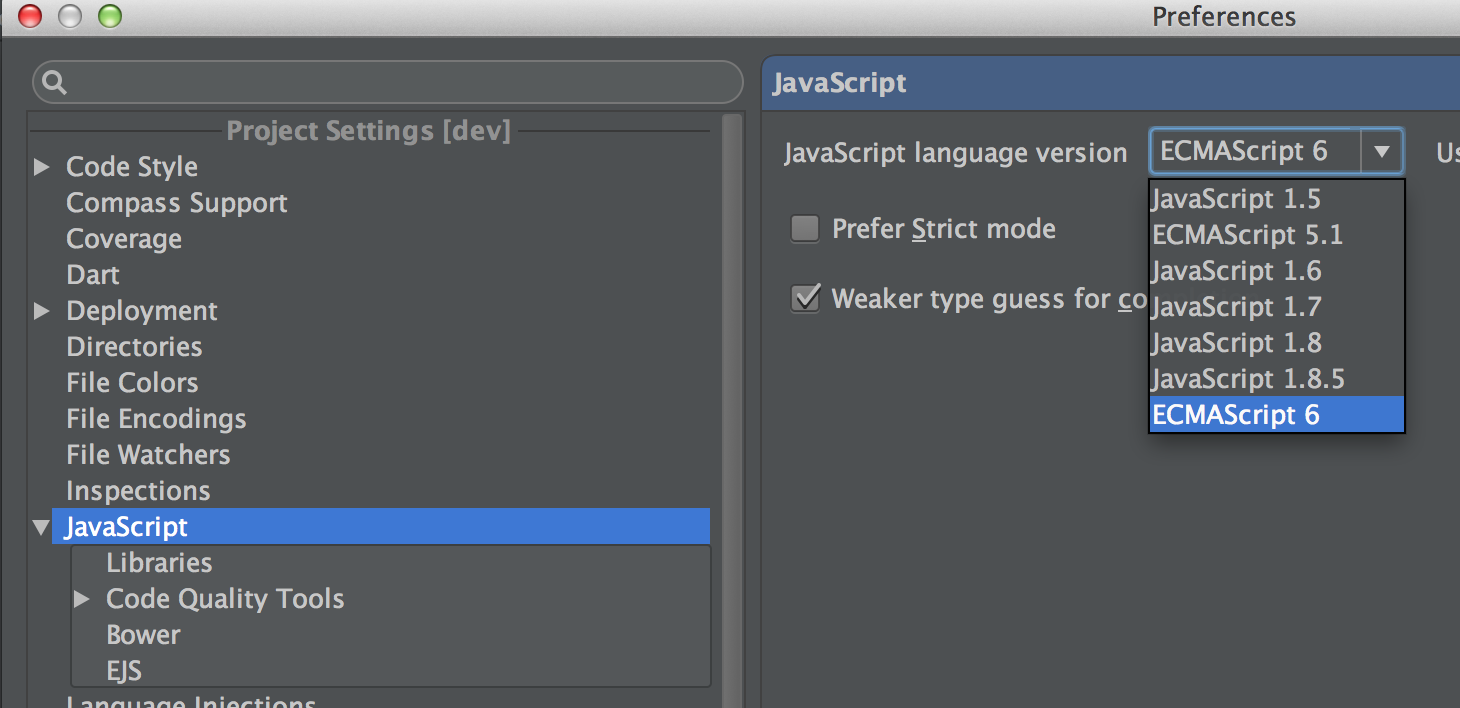 Preferences
Project Settings [dev]
Code Style
Compass Support
Coverage
Dart
Deployment
Directories
File Colors
File Encodings
File Watchers
Inspections
JavaScript
Libraries
Code Quality Tools
Bower
EJS
Language Injections
JavaScript
JavaScript language version ECMAScript 6 Us
JavaScript 1.5
ECMAScript 5.1
JavaScript 1.6
JavaScript 1.7
JavaScript 1.8
JavaScript 1.8.5
ECMAScript 6
Prefer Strict mode
Weaker type guess for co